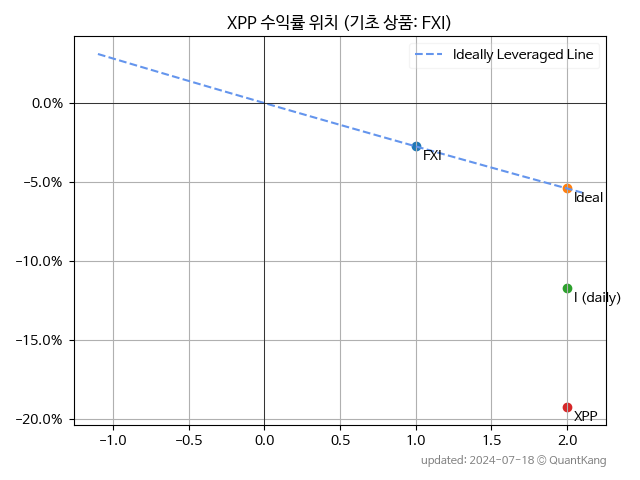 XPP 수익률 위치 (기초 상품: FXI)
Ideally Leveraged Line
0.0%
−5.0%
−10.0%
−15.0%
−20.0%
FXI
Ideal
I (daily)
XPP
−1.0 −0.5 0.0 0.5 1.0 1.5 2.0
updated: 2024-07-18 © QuantKang